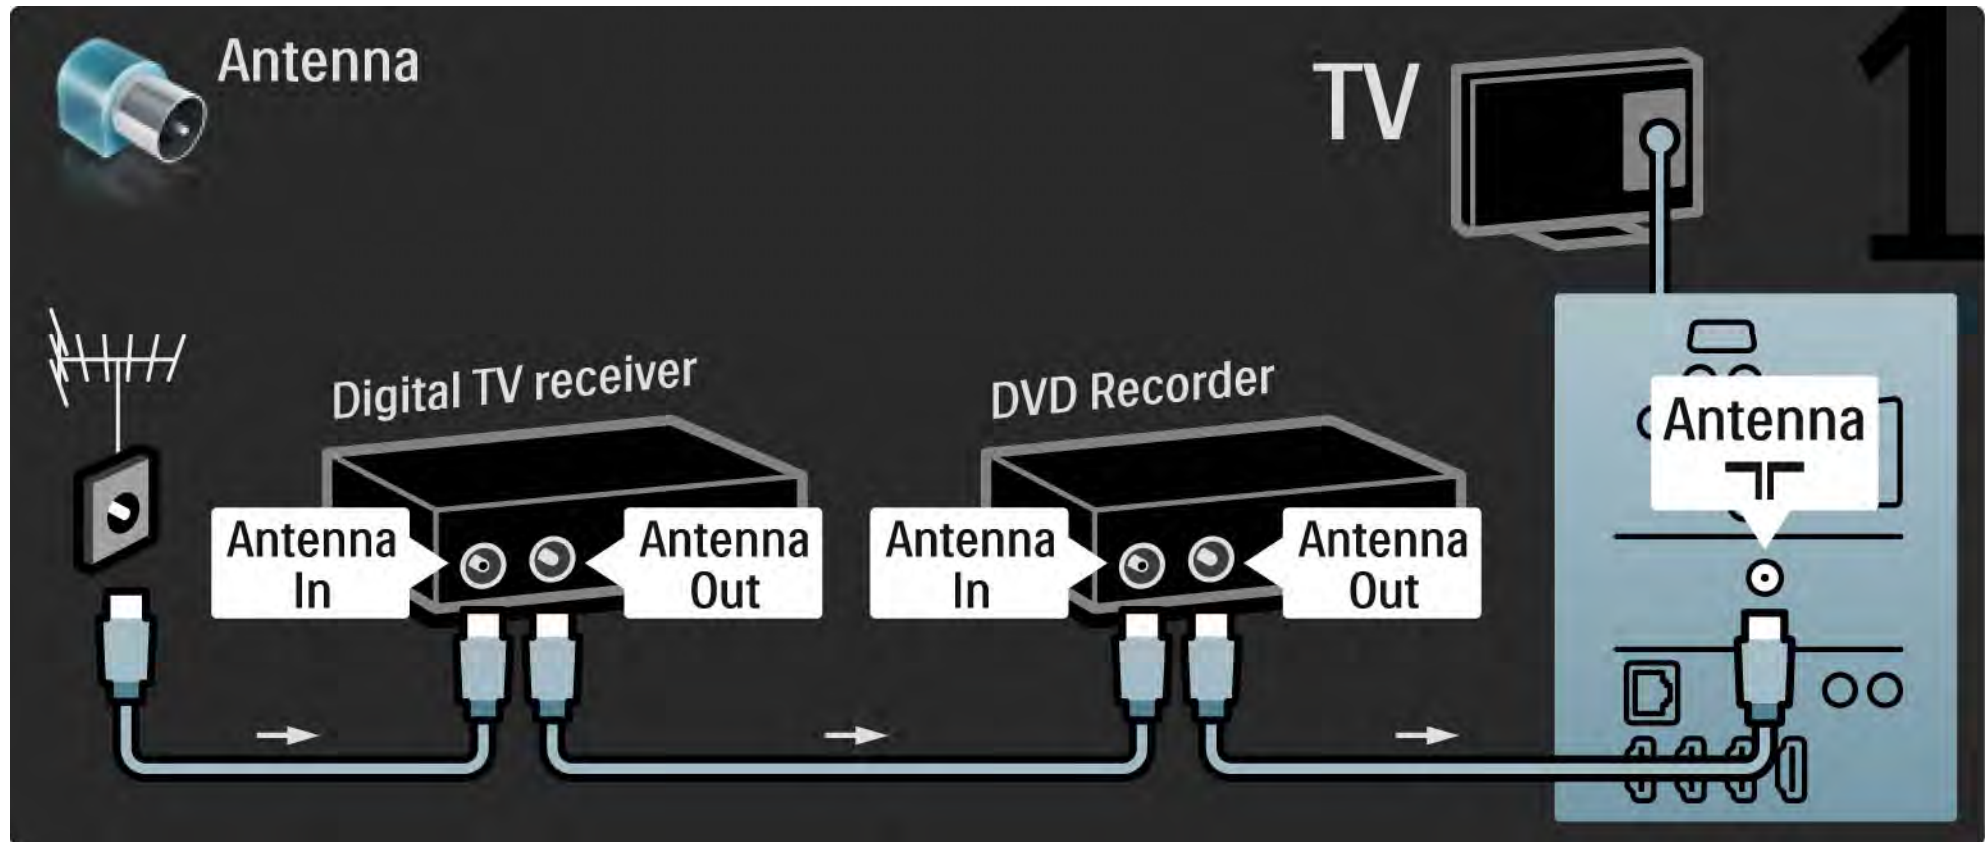 Antenna
TV
1
Digital TV receiver
DVD Recorder
Antenna
Antenna
In
Antenna
Out
Antenna
In
Antenna
Out